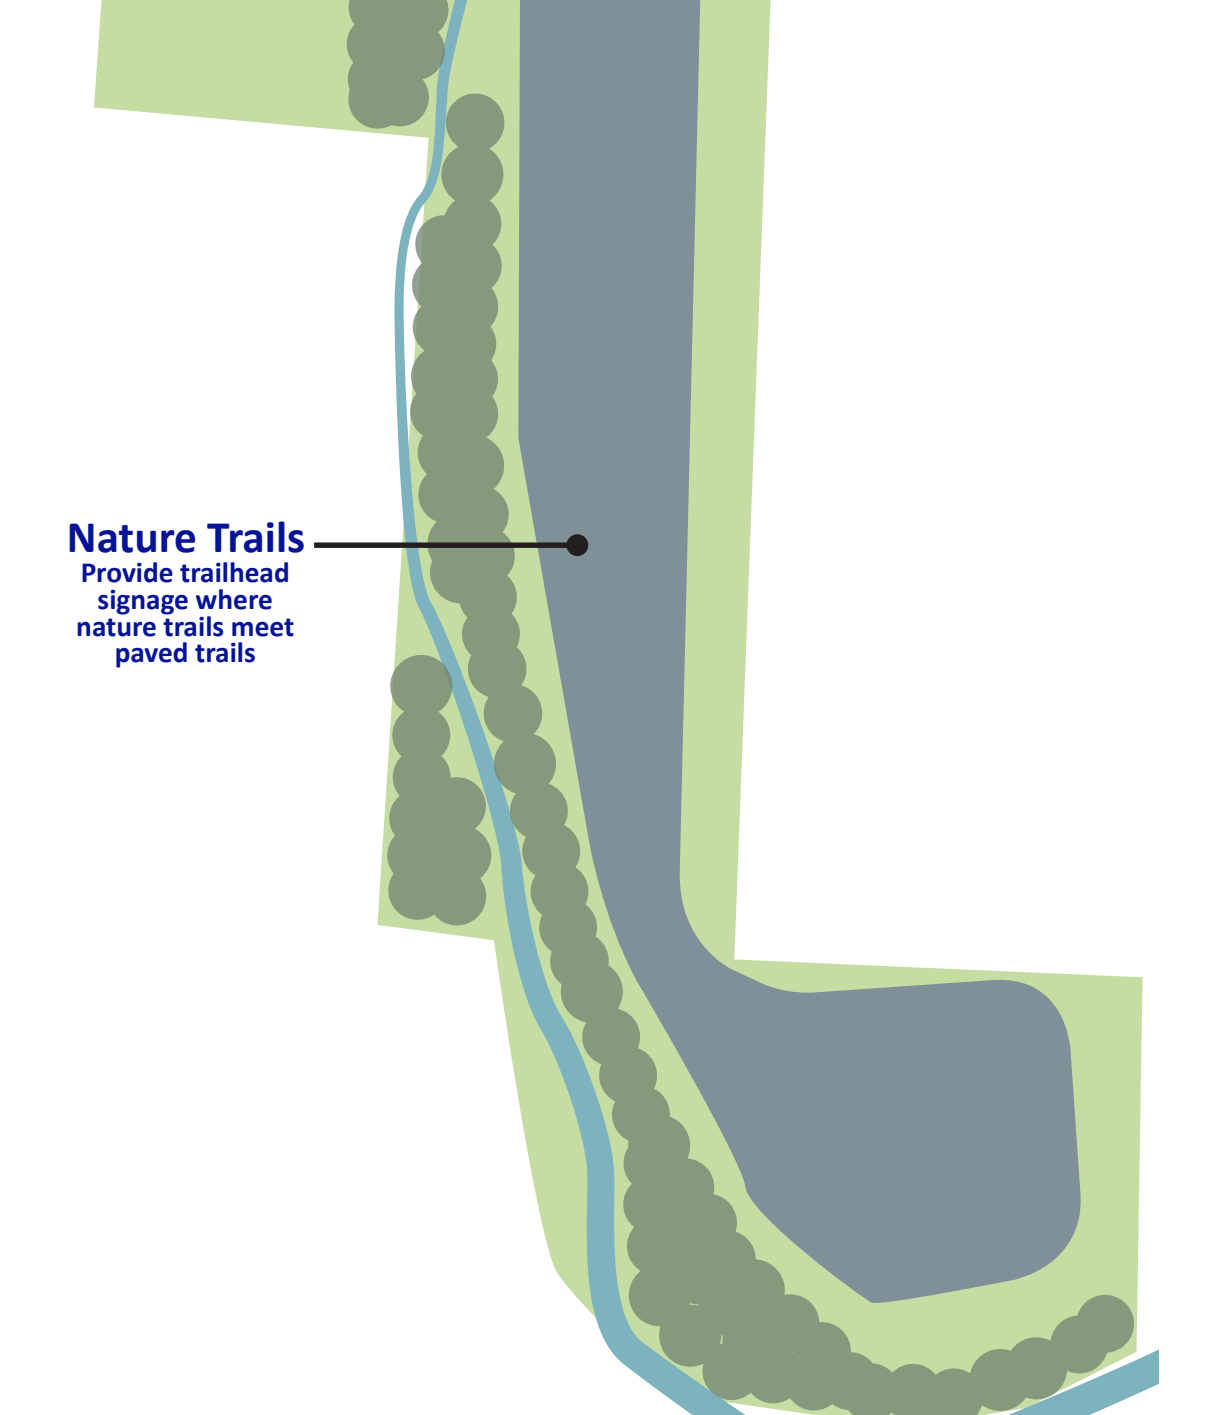 Nature Trails
Provide trailhead
signage where
nature trails meet
paved trails